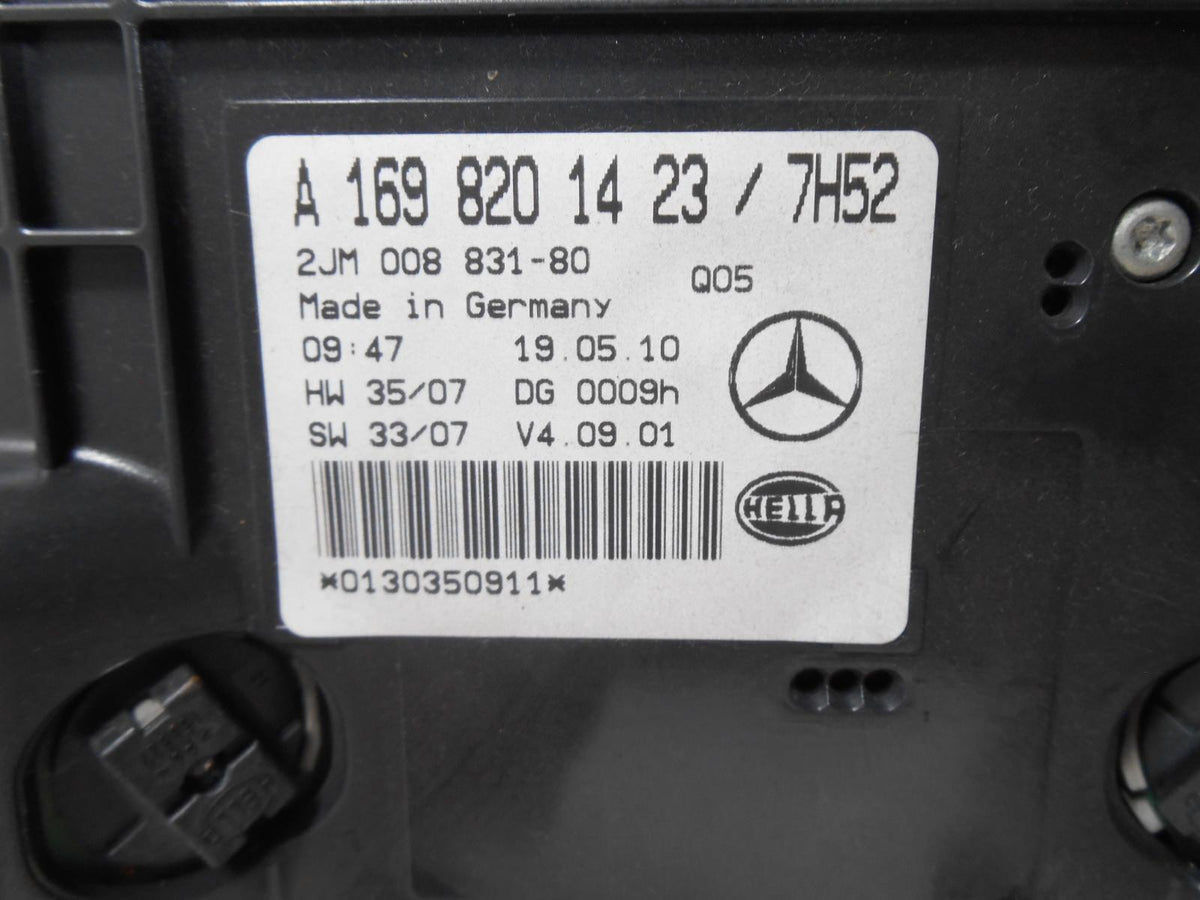 A 169 820 14 23 / 7H52
2JM 008 831-80
Q05
Made in Germany
09:47 19.05.10
HW 35/07 DG 0009h
SW 33/07 V4.09.01
HELLA
*0130350911*
HELLA